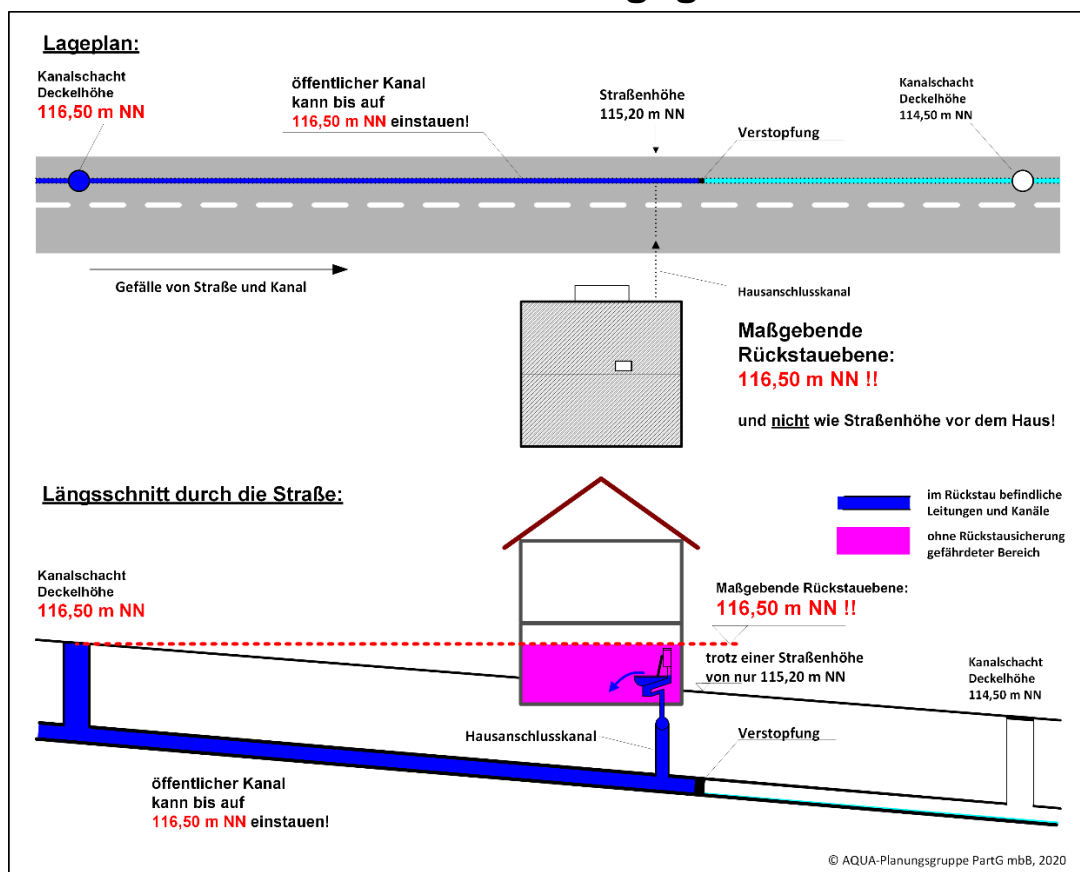 Lageplan:
Kanalschacht
Deckelhöhe
116,50 m NN
öffentlicher Kanal
kann bis auf
116,50 m NN einstauen!
Straßenhöhe
115,20 m NN
Verstopfung
Kanalschacht
Deckelhöhe
114,50 m NN
Gefälle von Straße und Kanal
Hausanschlusskanal
Maßgebende
Rückstauebene:
116,50 m NN !!
und nicht wie Straßenhöhe vor dem Haus!
Längsschnitt durch die Straße:
im Rückstau befindliche
Leitungen und Kanäle
ohne Rückstausicherung
gefährdeter Bereich
Kanalschacht
Deckelhöhe
116,50 m NN
Maßgebende Rückstauebene:
116,50 m NN !!
trotz einer Straßenhöhe
von nur 115,20 m NN
Kanalschacht
Deckelhöhe
114,50 m NN
Hausanschlusskanal
Verstopfung
öffentlicher Kanal
kann bis auf
116,50 m NN einstauen!
© AQUA-Planungsgruppe PartG mbB, 2020